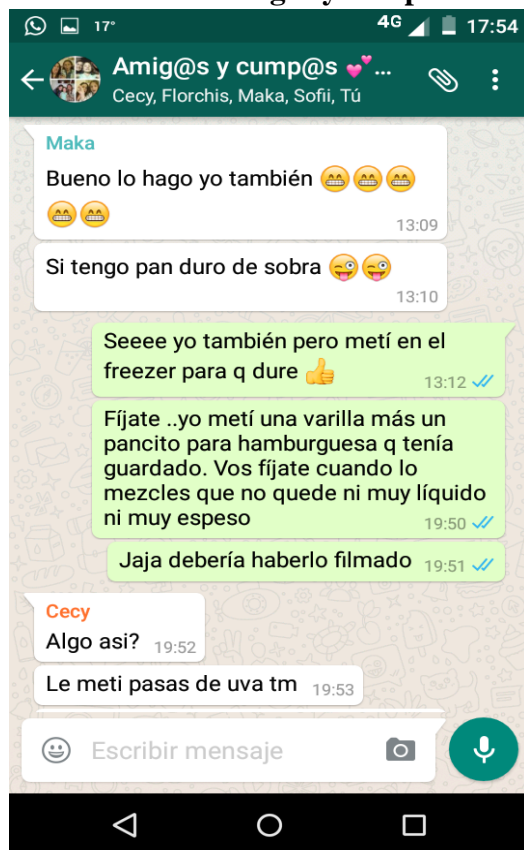 17°
4G
17:54
Amig@s y cump@s 💕...
Cecy, Florchis, Maka, Sofii, Tú
Maka
Bueno lo hago yo también 😁😁😁
😁😁
13:09
Si tengo pan duro de sobra 😜😜
13:10
Seeee yo también pero metí en el
freezer para q dure 👍
13:12
Fíjate ..yo metí una varilla más un
pancito para hamburguesa q tenía
guardado. Vos fíjate cuando lo
mezcles que no quede ni muy líquido
ni muy espeso
19:50
Jaja debería haberlo filmado 19:51
Cecy
Algo asi? 19:52
Le meti pasas de uva tm 19:53
Escribir mensaje